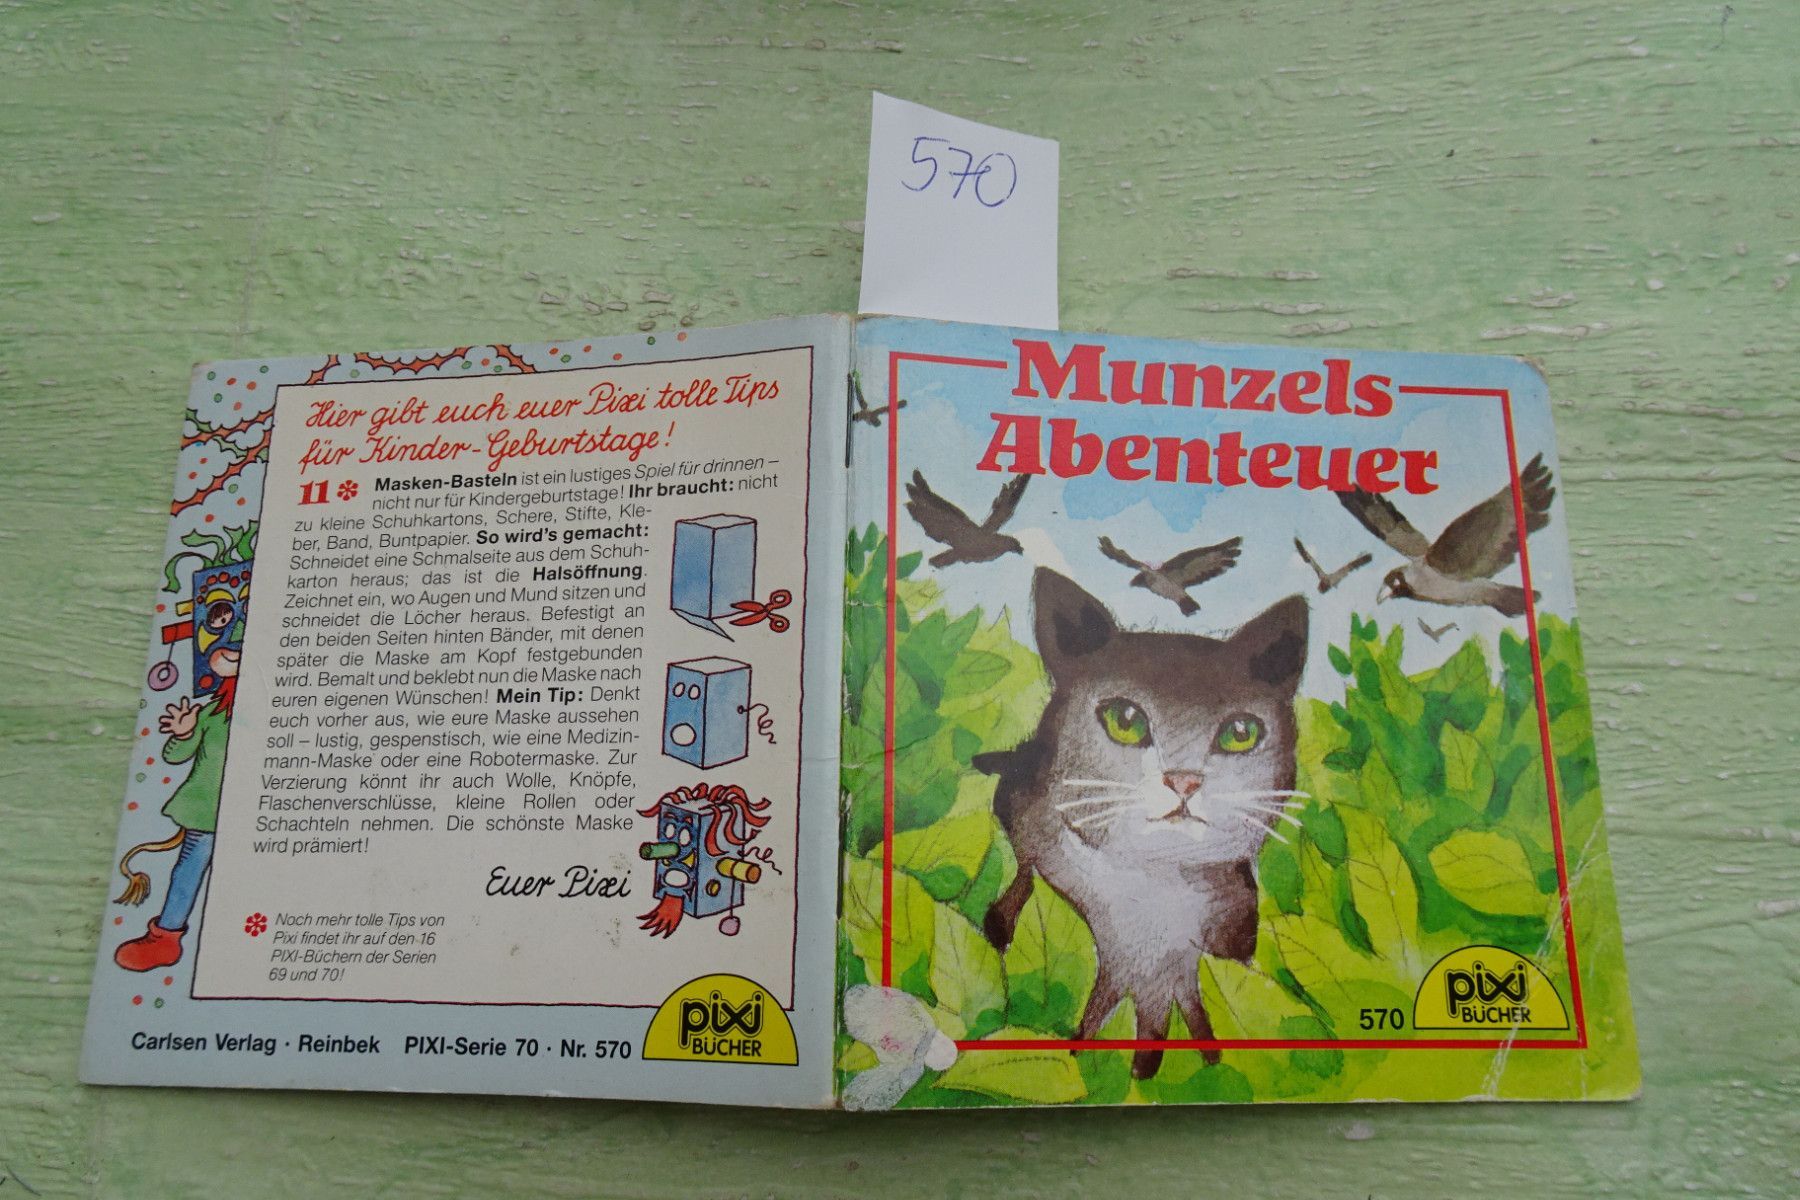 570
Hier gibt euch euer Pixi tolle Tips
für Kinder-Geburtstage!
11 Masken-Basteln ist ein lustiges Spiel für drinnen –
nicht nur für Kindergeburtstage! Ihr braucht: nicht
zu kleine Schuhkartons, Schere, Stifte, Kle-
ber, Band, Buntpapier. So wird's gemacht:
Schneidet eine Schmalseite aus dem Schuh-
karton heraus; das ist die Halsöffnung.
Zeichnet ein, wo Augen und Mund sitzen und
schneidet die Löcher heraus. Befestigt an
den beiden Seiten hinten Bänder, mit denen
später die Maske am Kopf festgebunden
wird. Bemalt und beklebt nun die Maske nach
euren eigenen Wünschen! Mein Tip: Denkt
euch vorher aus, wie eure Maske aussehen
soll – lustig, gespenstisch, wie eine Medizin-
mann-Maske oder eine Robotermaske. Zur
Verzierung könnt ihr auch Wolle, Knöpfe,
Flaschenverschlüsse, kleine Rollen oder
Schachteln nehmen. Die schönste Maske
wird prämiert!
Euer Pixi
Noch mehr tolle Tips von
Pixi findet ihr auf den 16
PIXI-Büchern der Serien
69 und 70!
Carlsen Verlag · Reinbek PIXI-Serie 70 · Nr. 570
pixi
BÜCHER
Munzels
Abenteuer
570
pixi
BÜCHER